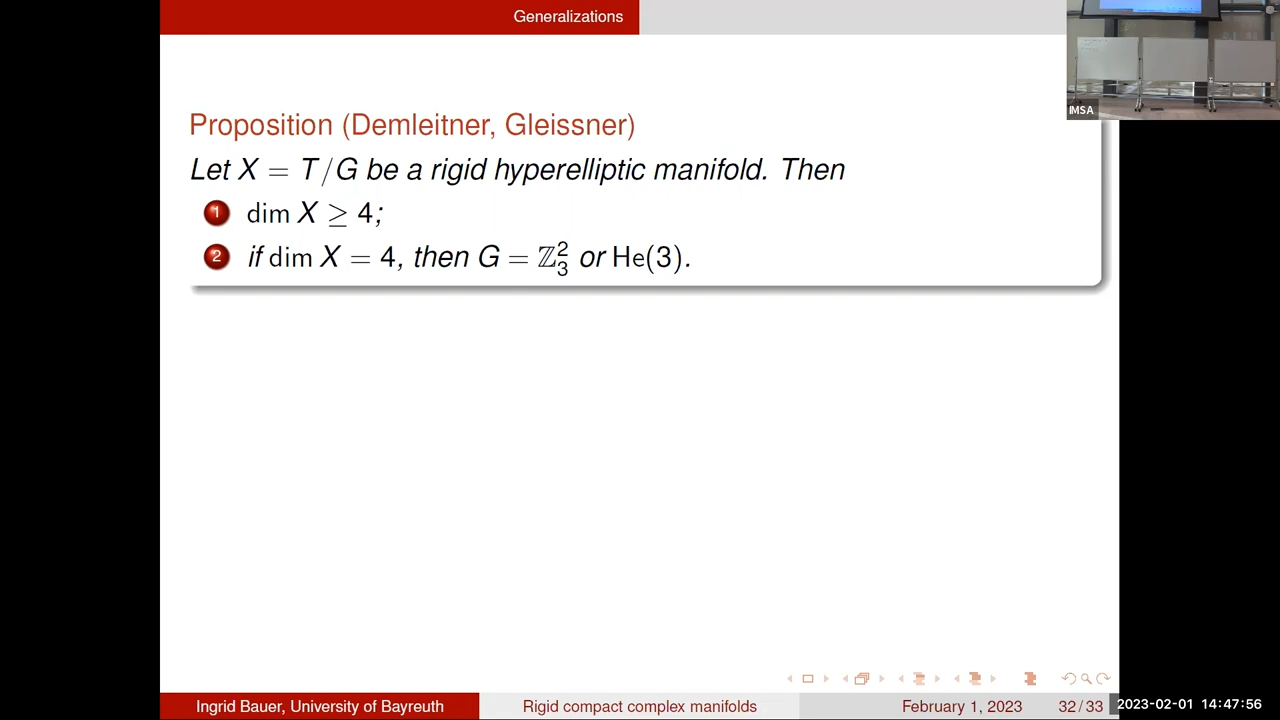 Generalizations
IMSA
Proposition (Demleitner, Gleissner)
Let X = T/G be a rigid hyperelliptic manifold. Then
1 dim X ≥ 4;
2 if dim X = 4, then G = ℤ₃² or He(3).
Ingrid Bauer, University of Bayreuth Rigid compact complex manifolds February 1, 2023 32/33
2023-02-01 14:47:56